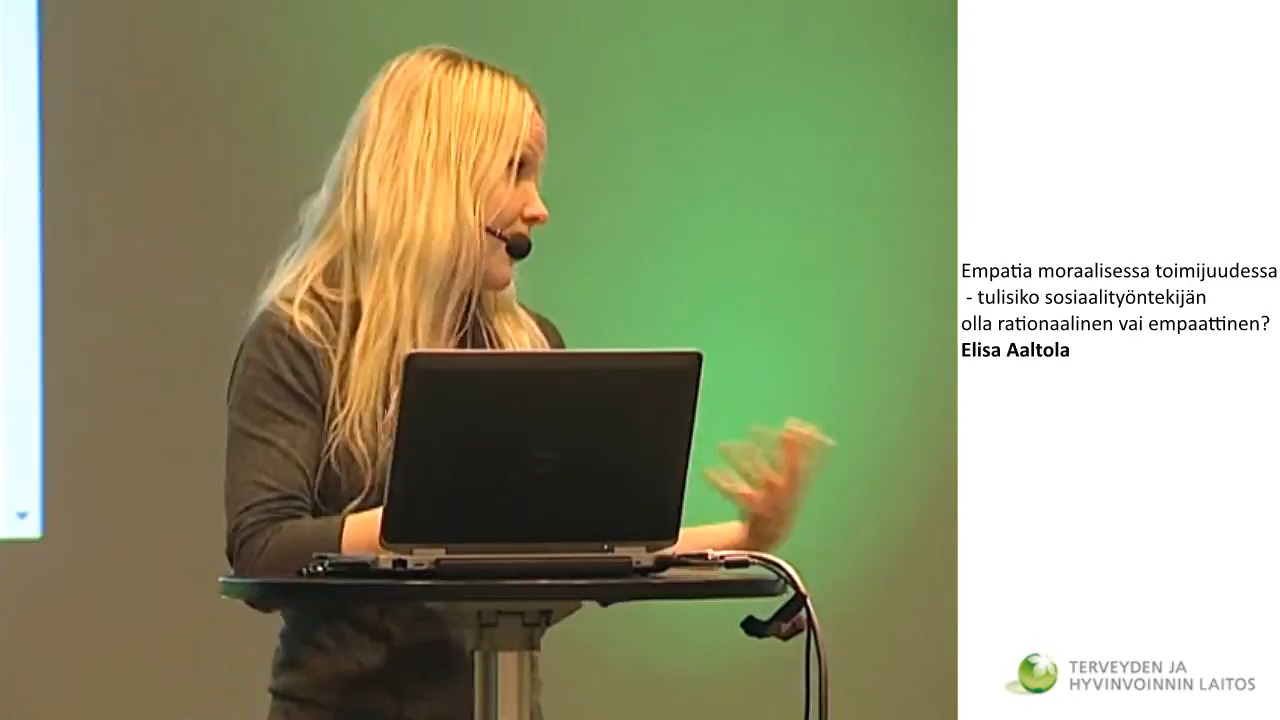 Empatia moraalisessa toimijuudessa
- tulisiko sosiaalityöntekijän
olla rationaalinen vai empaattinen?
Elisa Aaltola
TERVEYDEN JA
HYVINVOINNIN LAITOS